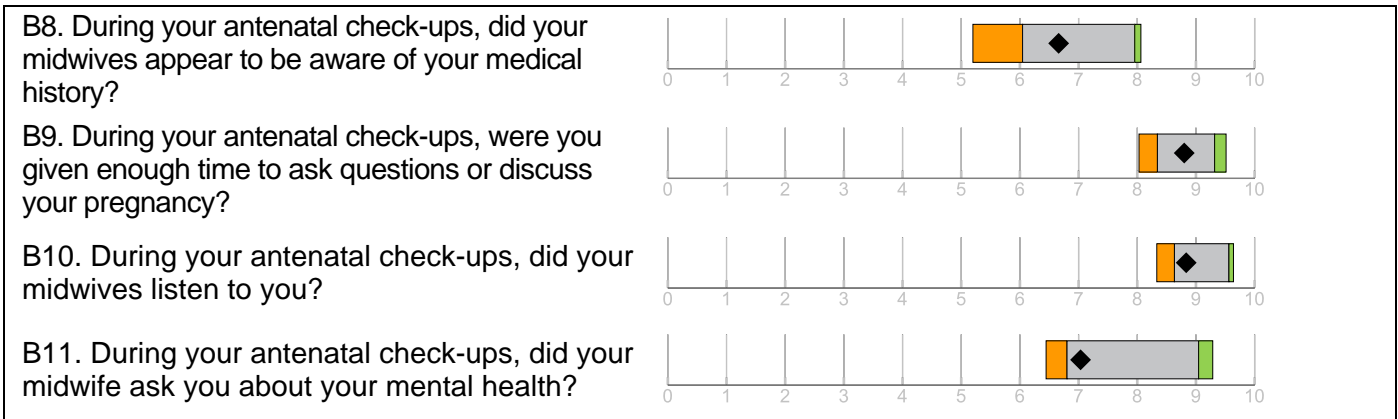 B8. During your antenatal check-ups, did your
midwives appear to be aware of your medical
history?
0 1 2 3 4 5 6 7 8 9 10
B9. During your antenatal check-ups, were you
given enough time to ask questions or discuss
your pregnancy?
0 1 2 3 4 5 6 7 8 9 10
B10. During your antenatal check-ups, did your
midwives listen to you?
0 1 2 3 4 5 6 7 8 9 10
B11. During your antenatal check-ups, did your
midwife ask you about your mental health?
0 1 2 3 4 5 6 7 8 9 10